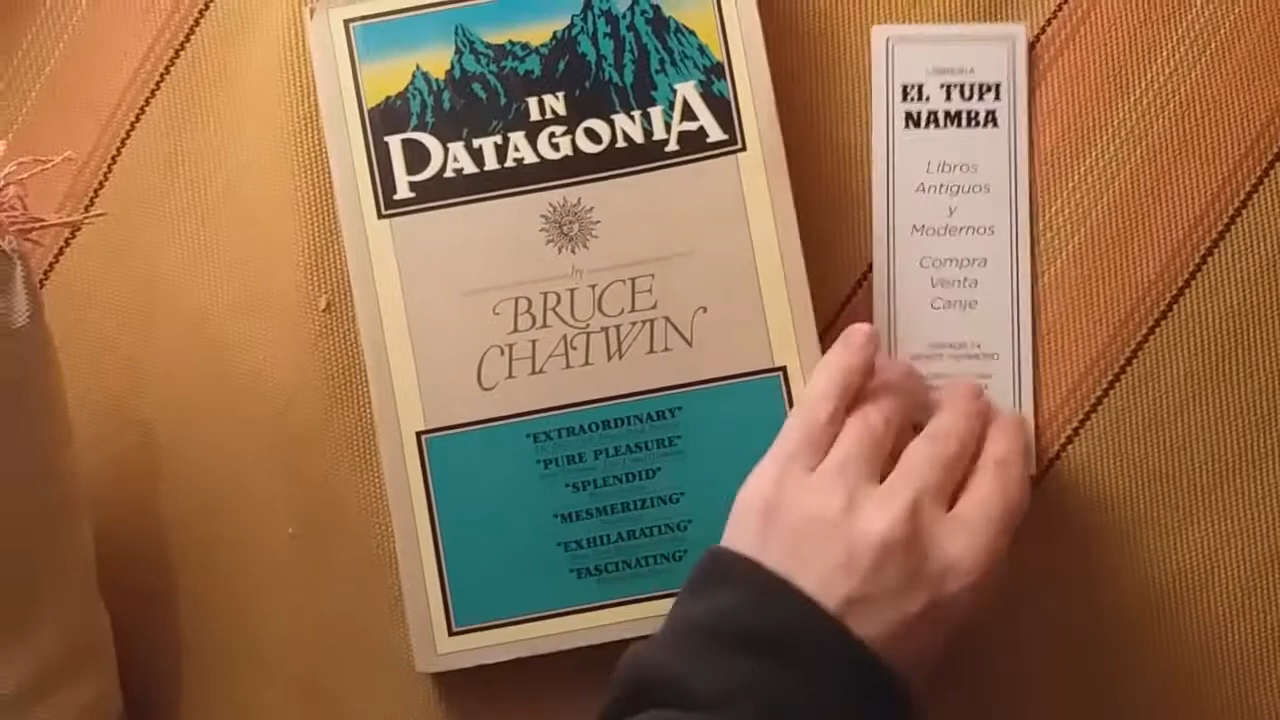 IN
PATAGONIA
by
BRUCE
CHATWIN
"EXTRAORDINARY"
"PURE PLEASURE"
"SPLENDID"
"MESMERIZING"
"EXHILARATING"
"FASCINATING"
LIBRERIA
EL TUPI
NAMBA
Libros
Antiguos
y
Modernos
Compra
Venta
Canje